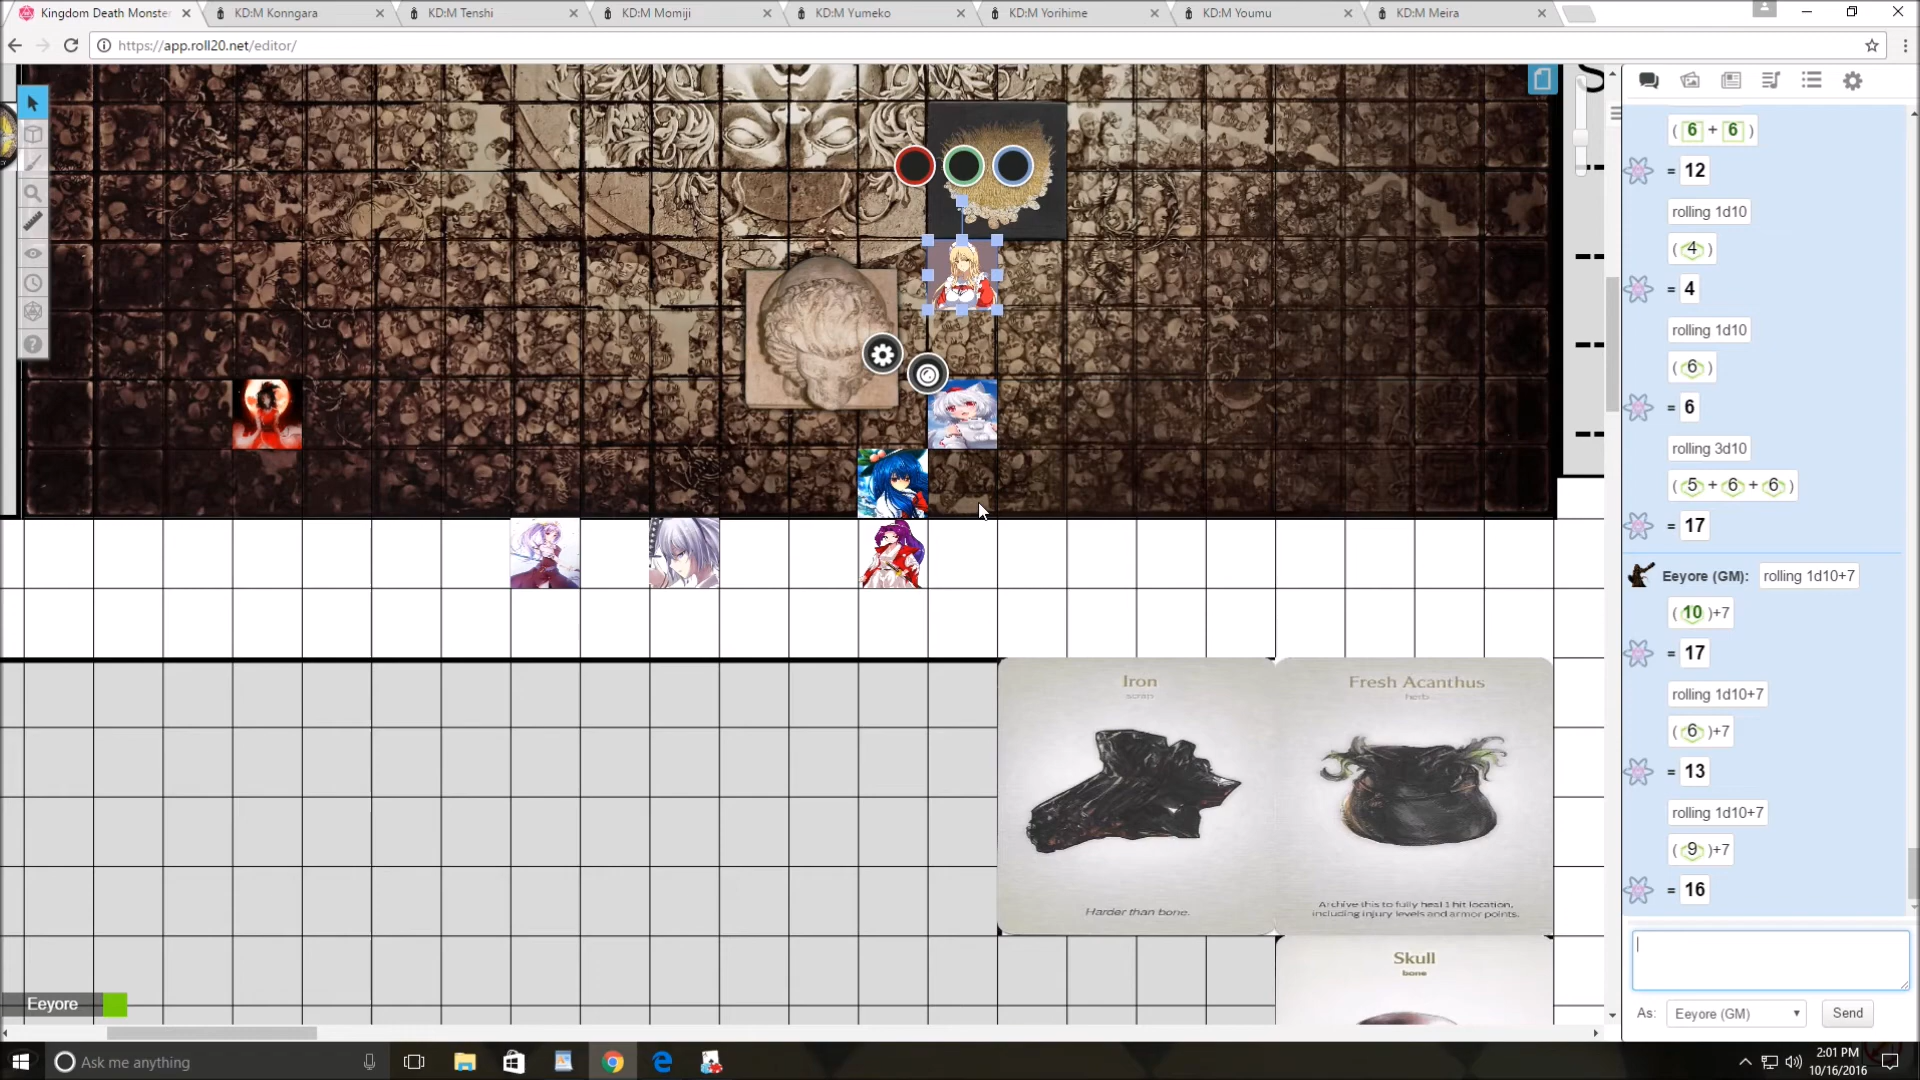 Kingdom Death Monster
KD:M Konngara
KD:M Tenshi
KD:M Momiji
KD:M Yumeko
KD:M Yorihime
KD:M Youmu
KD:M Meira
https://app.roll20.net/editor/
( 6 + 6 )
= 12
rolling 1d10
( 4 )
= 4
rolling 1d10
( 6 )
= 6
rolling 3d10
( 5 + 6 + 6 )
= 17
Eeyore (GM): rolling 1d10+7
( 10 )+7
= 17
rolling 1d10+7
( 6 )+7
= 13
rolling 1d10+7
( 9 )+7
= 16
Iron
scrap
Harder than bone.
Fresh Acanthus
herb
Archive this to fully heal 1 hit location,
including injury levels and armor points.
Skull
bone
Eeyore
As: Eeyore (GM) Send
Ask me anything
2:01 PM
10/16/2016